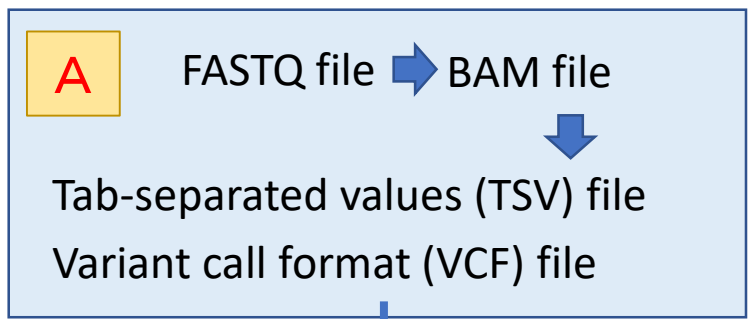 A
FASTQ file BAM file
Tab-separated values (TSV) file
Variant call format (VCF) file